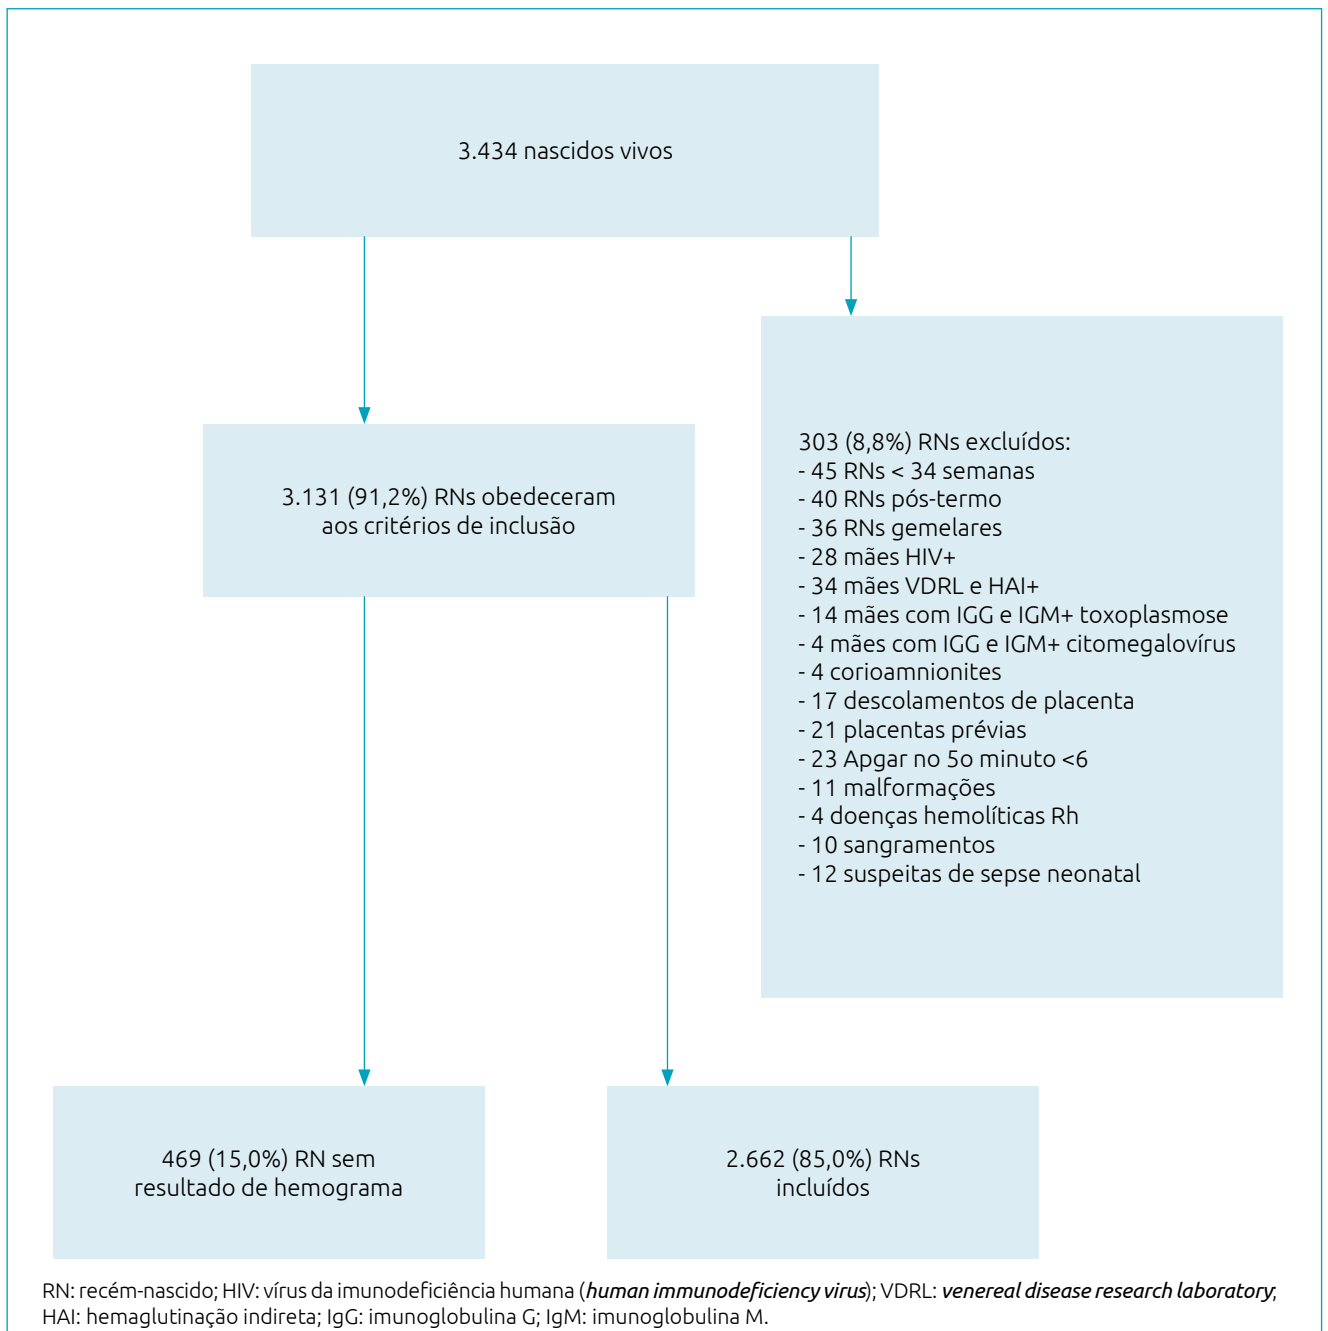 3.434 nascidos vivos
3.131 (91,2%) RNs obedeceram
aos critérios de inclusão
303 (8,8%) RNs excluídos:
- 45 RNs < 34 semanas
- 40 RNs pós-termo
- 36 RNs gemelares
- 28 mães HIV+
- 34 mães VDRL e HAI+
- 14 mães com IGG e IGM+ toxoplasmose
- 4 mães com IGG e IGM+ citomegalovírus
- 4 corioamnionites
- 17 descolamentos de placenta
- 21 placentas prévias
- 23 Apgar no 5o minuto <6
- 11 malformações
- 4 doenças hemolíticas Rh
- 10 sangramentos
- 12 suspeitas de sepse neonatal
469 (15,0%) RN sem
resultado de hemograma
2.662 (85,0%) RNs
incluídos
RN: recém-nascido; HIV: vírus da imunodeficiência humana (human immunodeficiency virus); VDRL: venereal disease research laboratory;
HAI: hemaglutinação indireta; IgG: imunoglobulina G; IgM: imunoglobulina M.